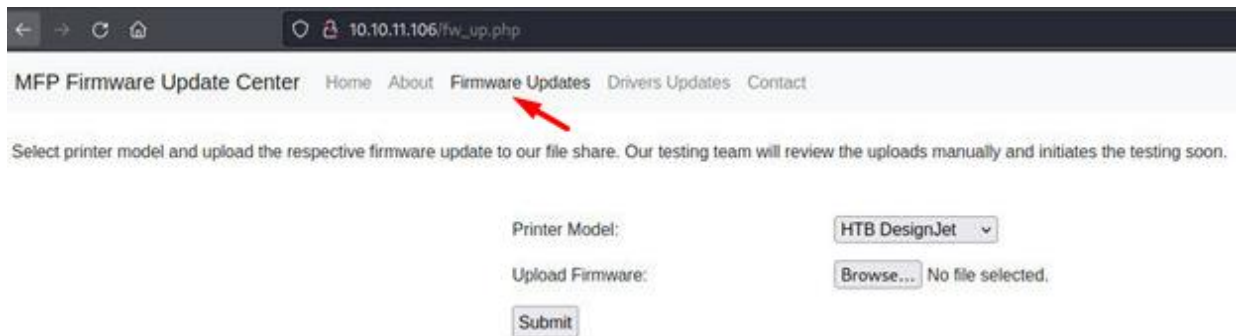 10.10.11.106/fw_up.php
MFP Firmware Update Center Home About Firmware Updates Drivers Updates Contact
Select printer model and upload the respective firmware update to our file share. Our testing team will review the uploads manually and initiates the testing soon.
Printer Model: HTB DesignJet
Upload Firmware: Browse... No file selected.
Submit